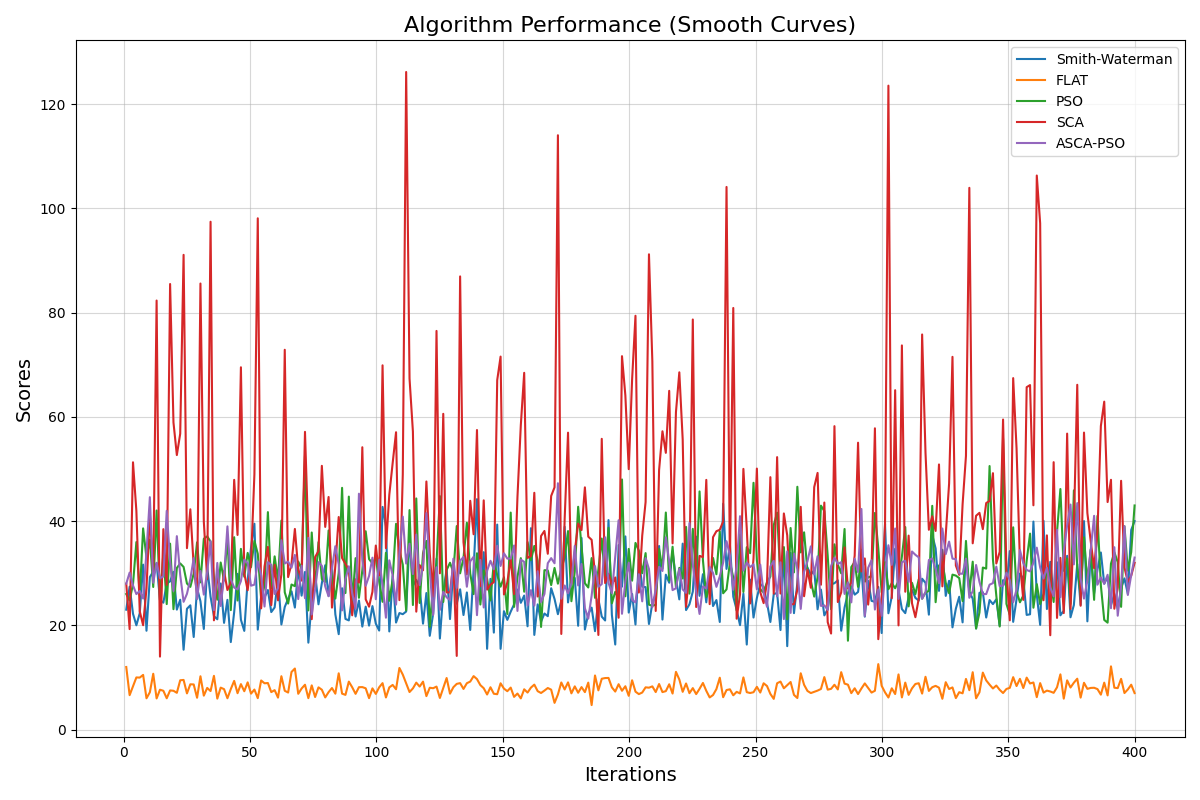 Algorithm Performance (Smooth Curves)
Smith-Waterman
FLAT
PSO
SCA
ASCA-PSO
Scores
120
100
80
60
40
20
0
0 50 100 150 200 250 300 350 400
Iterations